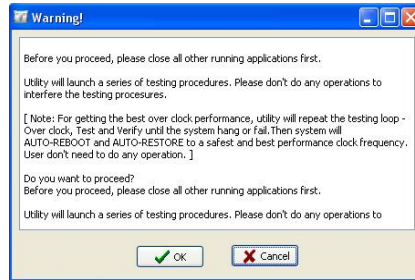 Warning!
Before you proceed, please close all other running applications first.
Utility will launch a series of testing procedures. Please don't do any operations to
interfere the testing procesures.
[ Note: For getting the best over clock performance, utility will repeat the testing loop -
Over clock, Test and Verify until the system hang or fail.Then system will
AUTO-REBOOT and AUTO-RESTORE to a safest and best performance clock frequency.
User don't need to do any operation. ]
Do you want to proceed?
Before you proceed, please close all other running applications first.
Utility will launch a series of testing procedures. Please don't do any operations to
OK Cancel